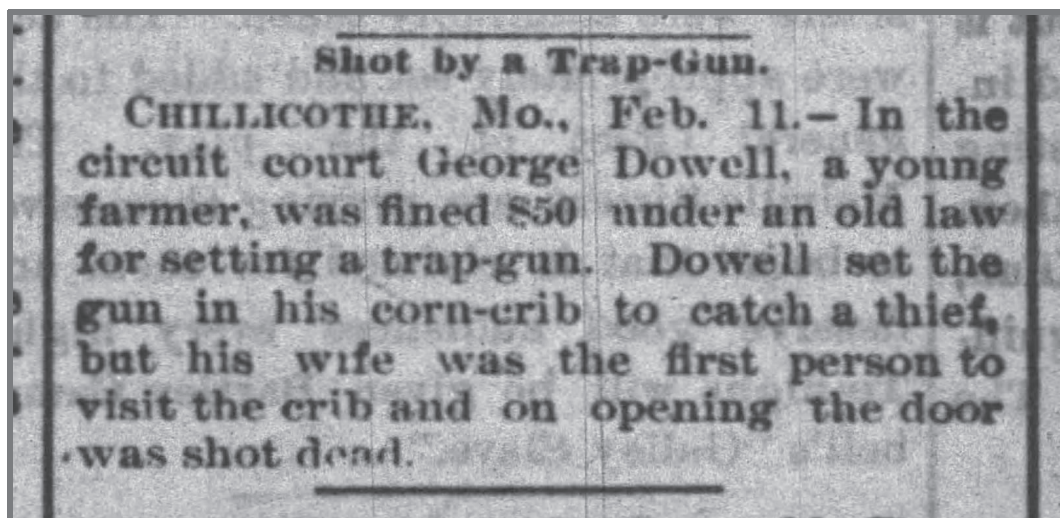 Shot by a Trap-Gun.
CHILLICOTHE, Mo., Feb. 11.— In the
circuit court George Dowell, a young
farmer, was fined $50 under an old law
for setting a trap-gun. Dowell set the
gun in his corn-crib to catch a thief,
but his wife was the first person to
visit the crib and on opening the door
was shot dead.